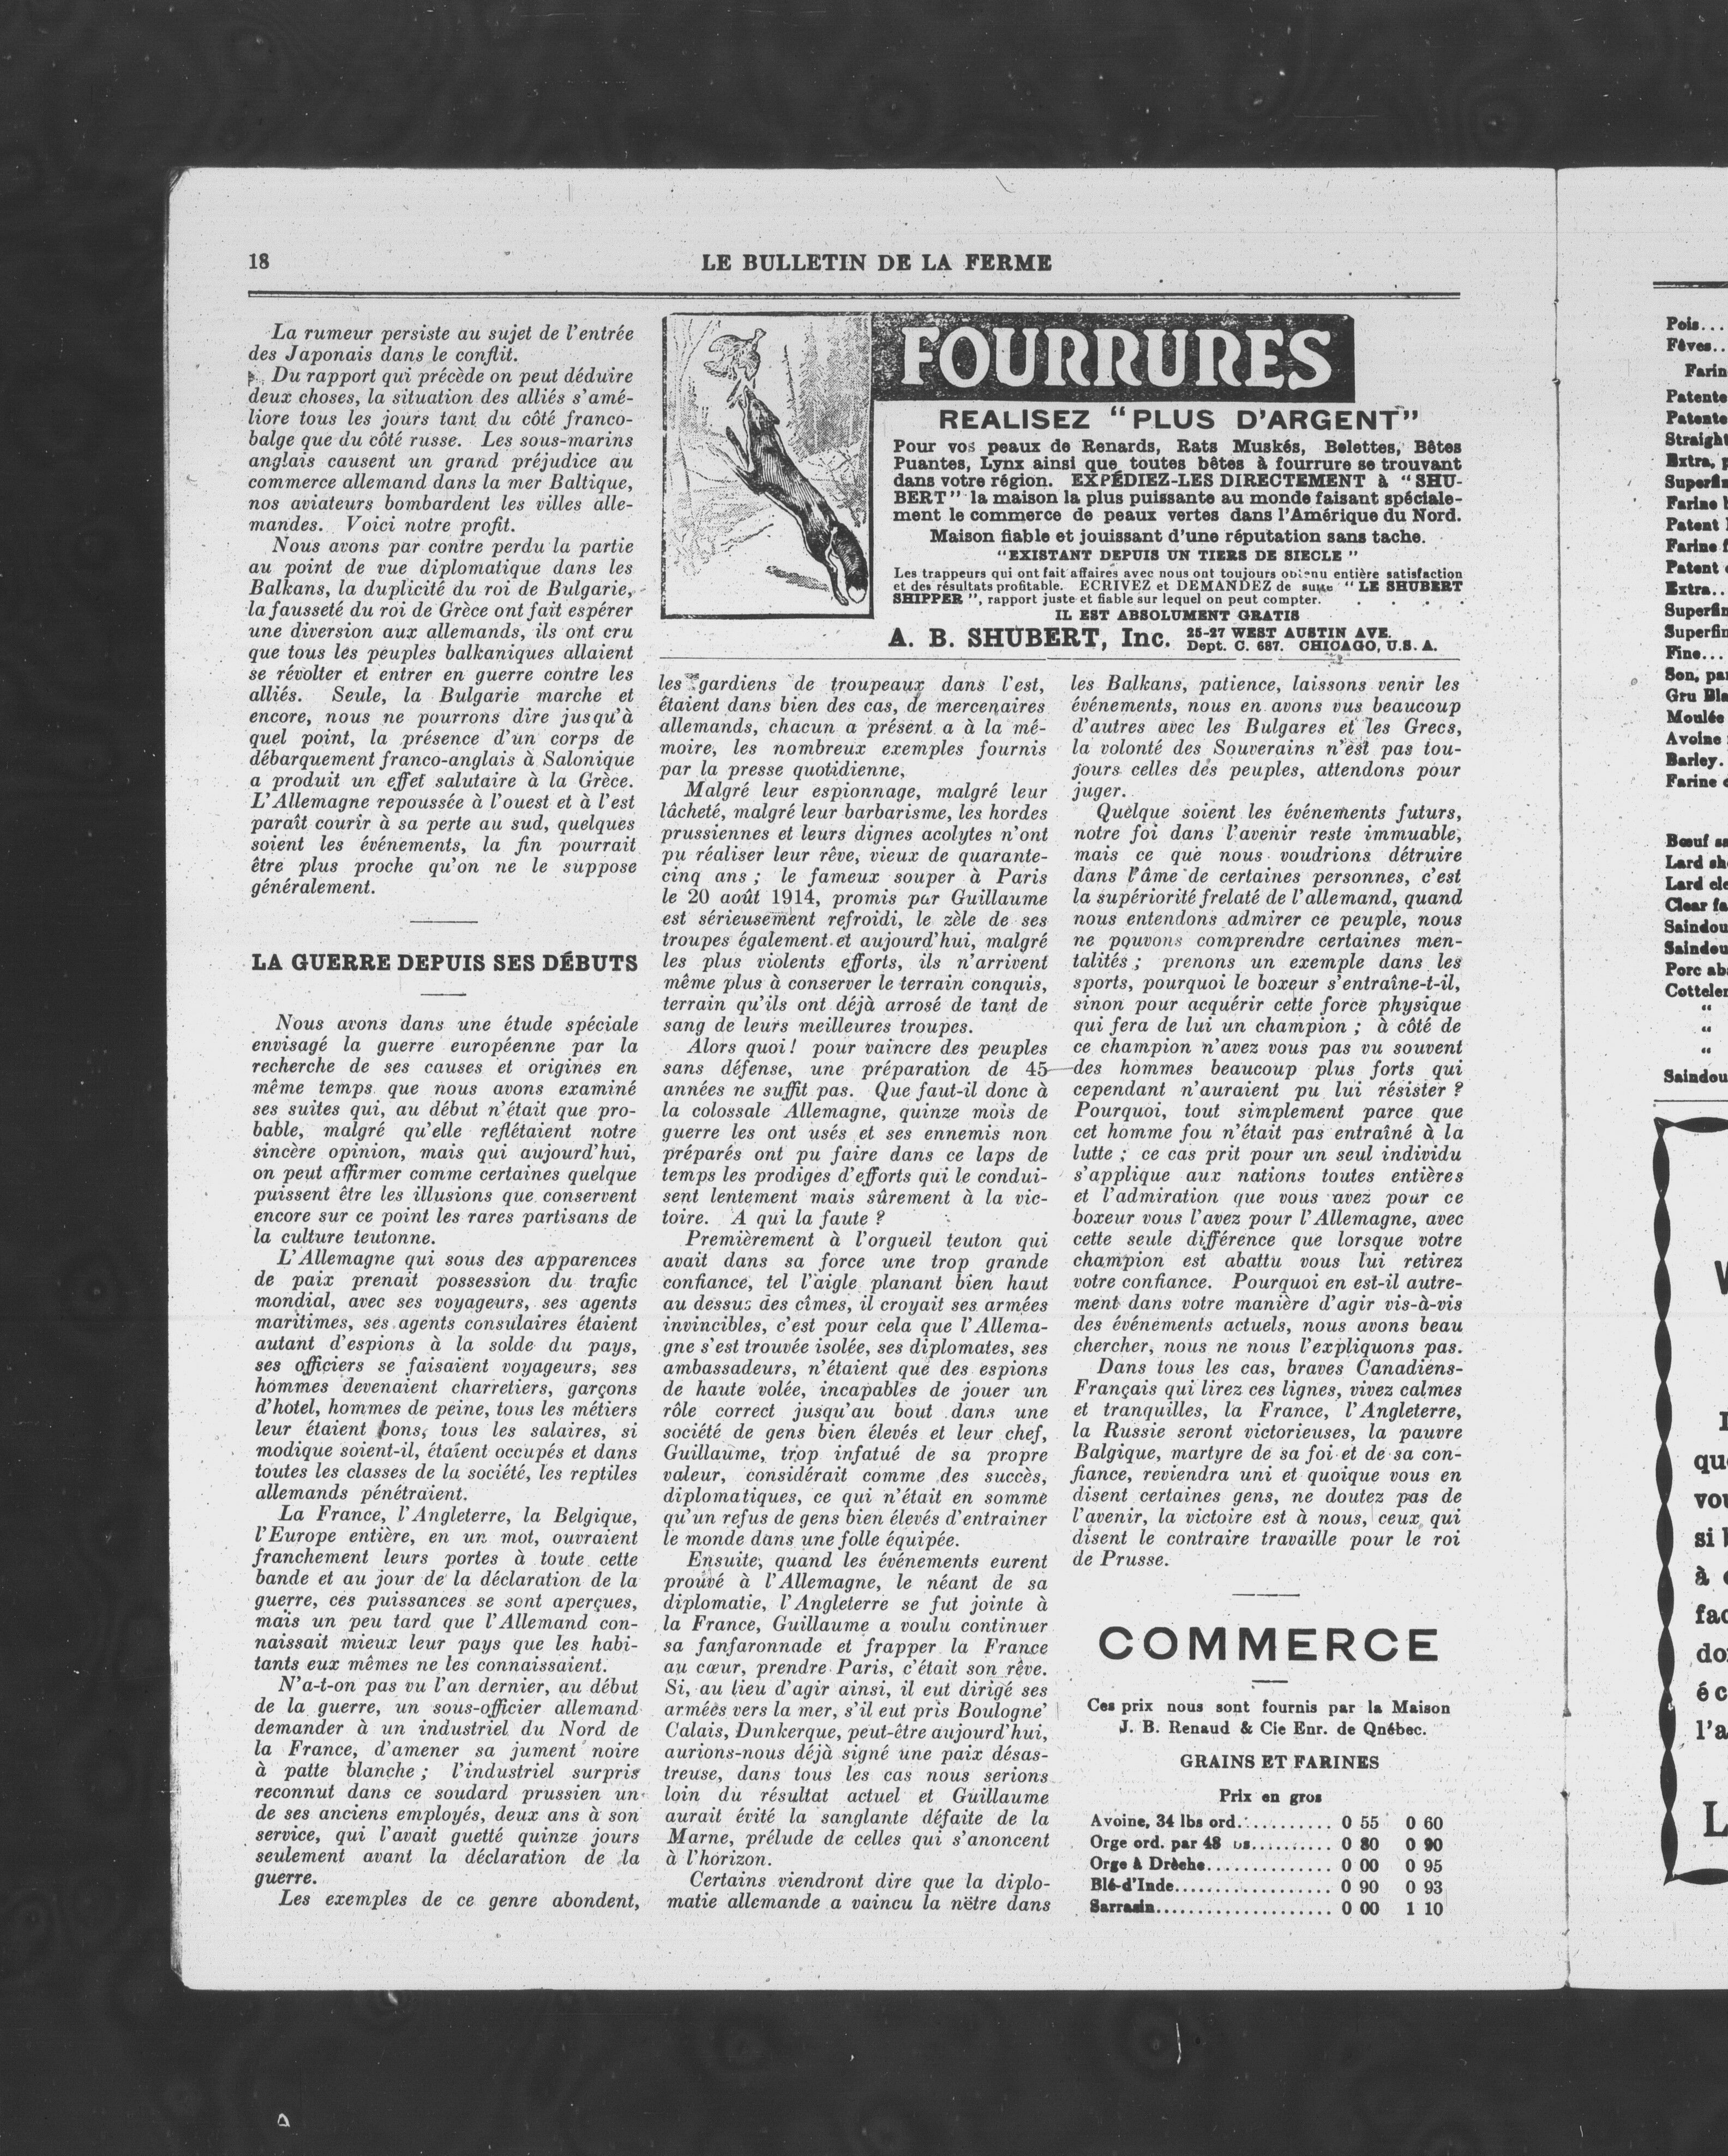 18
LE BULLETIN DE LA FERME
La rumeur persiste au sujet de l'entrée
des Japonais dans le conflit.
Du rapport qui précède on peut déduire
deux choses, la situation des alliés s'amé-
liore tous les jours tant du côté franco-
balge que du côté russe. Les sous-marins
anglais causent un grand préjudice au
commerce allemand dans la mer Baltique,
nos aviateurs bombardent les villes alle-
mandes. Voici notre profit.
Nous avons par contre perdu la partie
au point de vue diplomatique dans les
Balkans, la duplicité du roi de Bulgarie,
la fausseté du roi de Grèce ont fait espérer
une diversion aux allemands, ils ont cru
que tous les peuples balkaniques allaient
se révolter et entrer en guerre contre les
alliés. Seule, la Bulgarie marche et
encore, nous ne pourrons dire jusqu'à
quel point, la présence d'un corps de
débarquement franco-anglais à Salonique
a produit un effet salutaire à la Grèce.
L'Allemagne repoussée à l'ouest et à l'est
paraît courir à sa perte au sud, quelques
soient les événements, la fin pourrait
être plus proche qu'on ne le suppose
généralement.
LA GUERRE DEPUIS SES DÉBUTS
Nous avons dans une étude spéciale
envisagé la guerre européenne par la
recherche de ses causes et origines en
même temps que nous avons examiné
ses suites qui, au début n'était que pro-
bable, malgré qu'elle reflétaient notre
sincère opinion, mais qui aujourd'hui,
on peut affirmer comme certaines quelque
puissent être les illusions que conservent
encore sur ce point les rares partisans de
la culture teutonne.
L'Allemagne qui sous des apparences
de paix prenait possession du trafic
mondial, avec ses voyageurs, ses agents
maritimes, ses agents consulaires étaient
autant d'espions à la solde du pays,
ses officiers se faisaient voyageurs, ses
hommes devenaient charretiers, garçons
d'hotel, hommes de peine, tous les métiers
leur étaient bons, tous les salaires, si
modique soient-il, étaient occupés et dans
toutes les classes de la société, les reptiles
allemands pénétraient.
La France, l'Angleterre, la Belgique,
l'Europe entière, en un mot, ouvraient
franchement leurs portes à toute cette
bande et au jour de la déclaration de la
guerre, ces puissances se sont aperçues,
mais un peu tard que l'Allemand con-
naissait mieux leur pays que les habi-
tants eux mêmes ne les connaissaient.
N'a-t-on pas vu l'an dernier, au début
de la guerre, un sous-officier allemand
demander à un industriel du Nord de
la France, d'amener sa jument noire
à patte blanche ; l'industriel surpris
reconnut dans ce soudard prussien un
de ses anciens employés, deux ans à son
service, qui l'avait guetté quinze jours
seulement avant la déclaration de la
guerre.
Les exemples de ce genre abondent,
FOURRURES
REALISEZ "PLUS D'ARGENT"
Pour vos peaux de Renards, Rats Muskés, Belettes, Bêtes
Puantes, Lynx ainsi que toutes bêtes à fourrure se trouvant
dans votre région. EXPÉDIEZ-LES DIRECTEMENT à "SHU-
BERT" la maison la plus puissante au monde faisant spéciale-
ment le commerce de peaux vertes dans l'Amérique du Nord.
Maison fiable et jouissant d'une réputation sans tache.
"EXISTANT DEPUIS UN TIERS DE SIECLE"
Les trappeurs qui ont fait affaires avec nous ont toujours obtenu entière satisfaction
et des résultats profitable. ECRIVEZ et DEMANDEZ de suite "LE SHUBERT
SHIPPER", rapport juste et fiable sur lequel on peut compter.
IL EST ABSOLUMENT GRATIS
A. B. SHUBERT, Inc. 25-27 WEST AUSTIN AVE.
Dept. C. 687. CHICAGO, U.S. A.
les gardiens de troupeaux dans l'est,
étaient dans bien des cas, de mercenaires
allemands, chacun a présent a à la mé-
moire, les nombreux exemples fournis
par la presse quotidienne,
Malgré leur espionnage, malgré leur
lâcheté, malgré leur barbarisme, les hordes
prussiennes et leurs dignes acolytes n'ont
pu réaliser leur rêve, vieux de quarante-
cinq ans ; le fameux souper à Paris
le 20 août 1914, promis par Guillaume
est sérieusement refroidi, le zèle de ses
troupes également et aujourd'hui, malgré
les plus violents efforts, ils n'arrivent
même plus à conserver le terrain conquis,
terrain qu'ils ont déjà arrosé de tant de
sang de leurs meilleures troupes.
Alors quoi! pour vaincre des peuples
sans défense, une préparation de 45
années ne suffit pas. Que faut-il donc à
la colossale Allemagne, quinze mois de
guerre les ont usés et ses ennemis non
préparés ont pu faire dans ce laps de
temps les prodiges d'efforts qui le condui-
sent lentement mais sûrement à la vic-
toire. A qui la faute ?
Premièrement à l'orgueil teuton qui
avait dans sa force une trop grande
confiance, tel l'aigle planant bien haut
au dessus des cîmes, il croyait ses armées
invincibles, c'est pour cela que l'Allema-
gne s'est trouvée isolée, ses diplomates, ses
ambassadeurs, n'étaient que des espions
de haute volée, incapables de jouer un
rôle correct jusqu'au bout dans une
société de gens bien élevés et leur chef,
Guillaume, trop infatué de sa propre
valeur, considérait comme des succès,
diplomatiques, ce qui n'était en somme
qu'un refus de gens bien élevés d'entrainer
le monde dans une folle équipée.
Ensuite, quand les événements eurent
prouvé à l'Allemagne, le néant de sa
diplomatie, l'Angleterre se fut jointe à
la France, Guillaume a voulu continuer
sa fanfaronnade et frapper la France
au cœur, prendre Paris, c'était son rêve.
Si, au lieu d'agir ainsi, il eut dirigé ses
armées vers la mer, s'il eut pris Boulogne
Calais, Dunkerque, peut-être aujourd'hui,
aurions-nous déjà signé une paix désas-
treuse, dans tous les cas nous serions
loin du résultat actuel et Guillaume
aurait évité la sanglante défaite de la
Marne, prélude de celles qui s'anoncent
à l'horizon.
Certains viendront dire que la diplo-
matie allemande a vaincu la nëtre dans
les Balkans, patience, laissons venir les
événements, nous en avons vus beaucoup
d'autres avec les Bulgares et les Grecs,
la volonté des Souverains n'est pas tou-
jours celles des peuples, attendons pour
juger.
Quelque soient les événements futurs,
notre foi dans l'avenir reste immuable,
mais ce que nous voudrions détruire
dans l'âme de certaines personnes, c'est
la supériorité frelaté de l'allemand, quand
nous entendons admirer ce peuple, nous
ne pouvons comprendre certaines men-
talités ; prenons un exemple dans les
sports, pourquoi le boxeur s'entraîne-t-il,
sinon pour acquérir cette force physique
qui fera de lui un champion ; à côté de
ce champion n'avez vous pas vu souvent
des hommes beaucoup plus forts qui
cependant n'auraient pu lui résister ?
Pourquoi, tout simplement parce que
cet homme fou n'était pas entraîné à la
lutte ; ce cas prit pour un seul individu
s'applique aux nations toutes entières
et l'admiration que vous avez pour ce
boxeur vous l'avez pour l'Allemagne, avec
cette seule différence que lorsque votre
champion est abattu vous lui retirez
votre confiance. Pourquoi en est-il autre-
ment dans votre manière d'agir vis-à-vis
des événements actuels, nous avons beau
chercher, nous ne nous l'expliquons pas.
Dans tous les cas, braves Canadiens-
Français qui lirez ces lignes, vivez calmes
et tranquilles, la France, l'Angleterre,
la Russie seront victorieuses, la pauvre
Balgique, martyre de sa foi et de sa con-
fiance, reviendra uni et quoique vous en
disent certaines gens, ne doutez pas de
l'avenir, la victoire est à nous, ceux qui
disent le contraire travaille pour le roi
de Prusse.
COMMERCE
Ces prix nous sont fournis par la Maison
J. B. Renaud & Cie Enr. de Qnébec.
GRAINS ET FARINES
Prix en gros
Avoine, 34 lbs ord........... 0 55 0 60
Orge ord. par 48 .......... 0 80 0 90
Orge à Drèche............... 0 00 0 95
Blé-d'Inde................... 0 90 0 93
Sarrasin..................... 0 00 1 10
Pois...
Fèves..
Farin
Patente
Patente
Straight
Extra, p
Superfin
Farine
Patent
Farine f
Patent
Extra..
Superfin
Superfin
Fine...
Son, par
Gru Bla
Moulée
Avoine
Barley.
Farine
Bœuf sa
Lard sho
Lard cle
Clear fa
Saindou
Saindou
Porc ab
Cottelen
"
"
"
Saindou
qu
vou
si
à
fac
do
éc
l'a
L